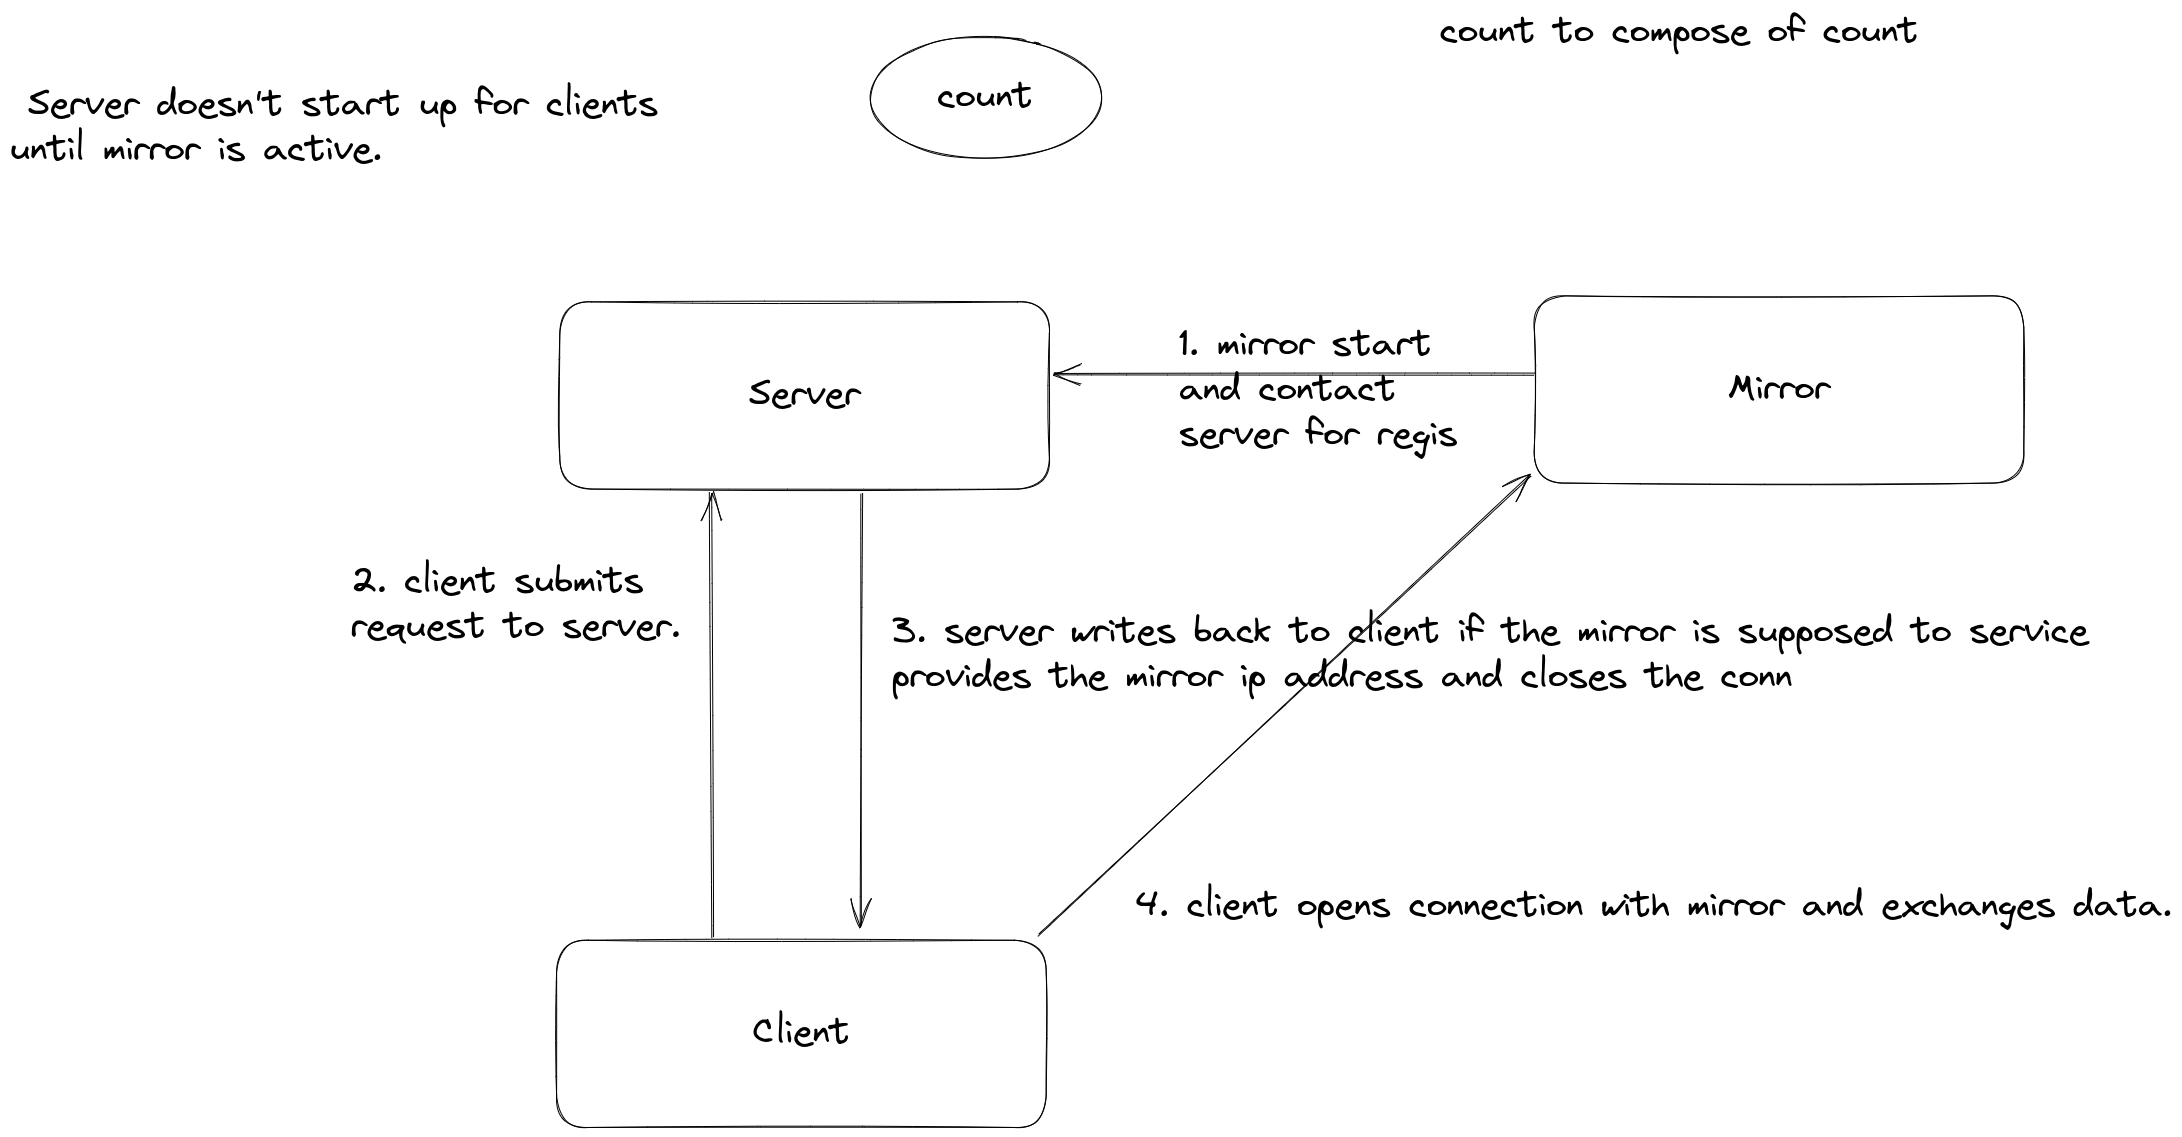 count to compose of count
count
Server doesn't start up for clients
until mirror is active.
1. mirror start
and contact
server for regis
Server
Mirror
2. client submits
request to server.
3. server writes back to client if the mirror is supposed to service
provides the mirror ip address and closes the conn
4. client opens connection with mirror and exchanges data.
Client